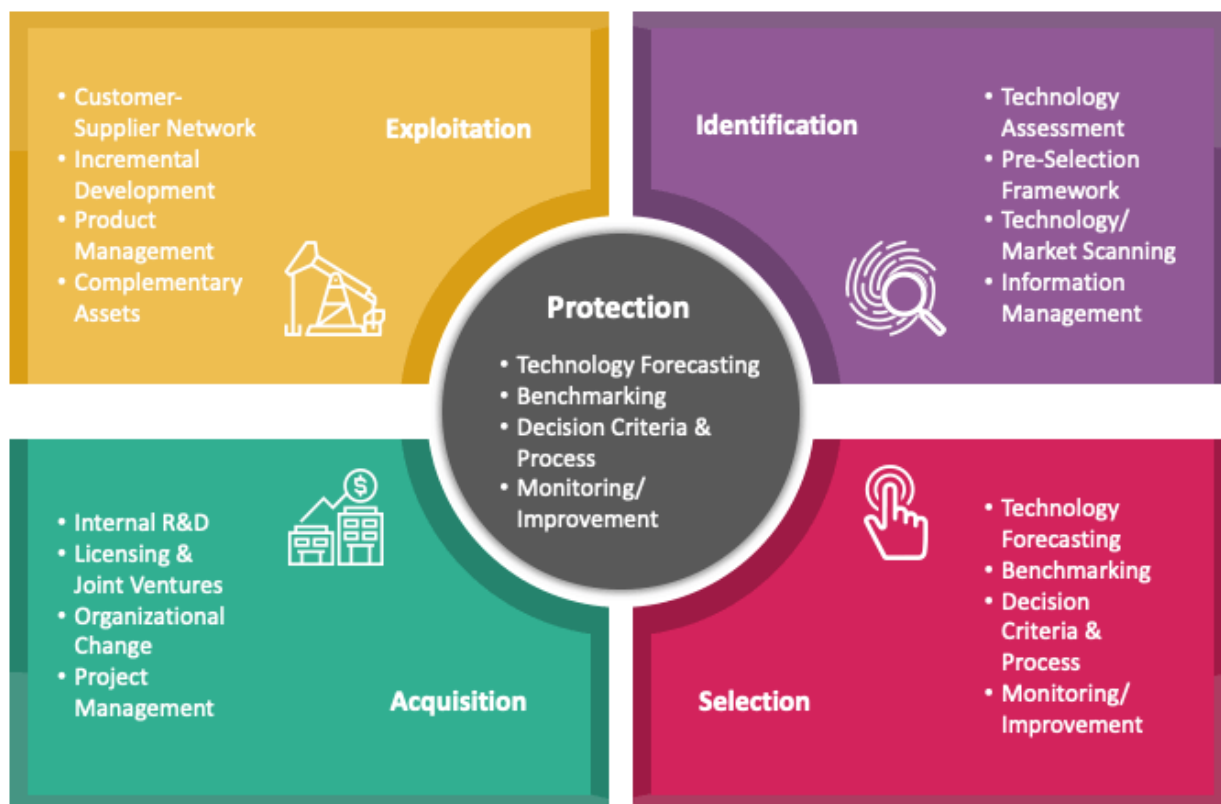 Exploitation
• Customer-
Supplier Network
• Incremental
Development
• Product
Management
• Complementary
Assets
Identification
• Technology
Assessment
• Pre-Selection
Framework
• Technology/
Market Scanning
• Information
Management
Protection
• Technology Forecasting
• Benchmarking
• Decision Criteria &
Process
• Monitoring/
Improvement
$
• Internal R&D
• Licensing &
Joint Ventures
• Organizational
Change
• Project
Management
Acquisition
• Technology
Forecasting
• Benchmarking
• Decision
Criteria &
Process
• Monitoring/
Improvement
Selection